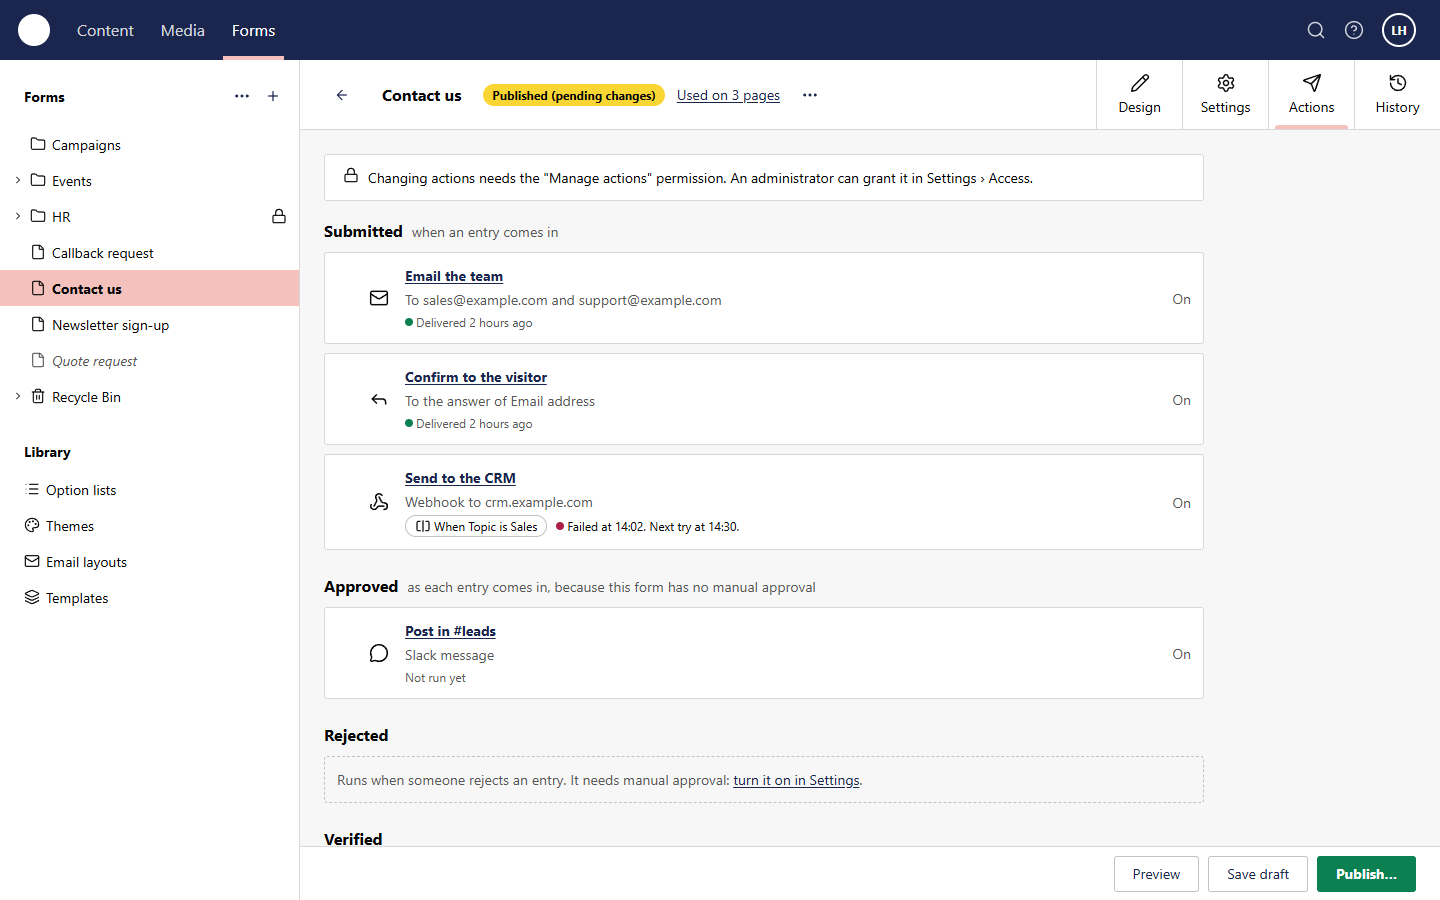 Content Media Forms
LH
Forms
Campaigns
Events
HR
Callback request
Contact us
Newsletter sign-up
Quote request
Recycle Bin
Library
Option lists
Themes
Email layouts
Templates
Contact us Published (pending changes) Used on 3 pages
Design Settings Actions History
Changing actions needs the "Manage actions" permission. An administrator can grant it in Settings › Access.
Submitted when an entry comes in
Email the team
To sales@example.com and support@example.com
Delivered 2 hours ago
On
Confirm to the visitor
To the answer of Email address
Delivered 2 hours ago
On
Send to the CRM
Webhook to crm.example.com
When Topic is Sales Failed at 14:02. Next try at 14:30.
On
Approved as each entry comes in, because this form has no manual approval
Post in #leads
Slack message
Not run yet
On
Rejected
Runs when someone rejects an entry. It needs manual approval: turn it on in Settings.
Verified
Preview Save draft Publish...